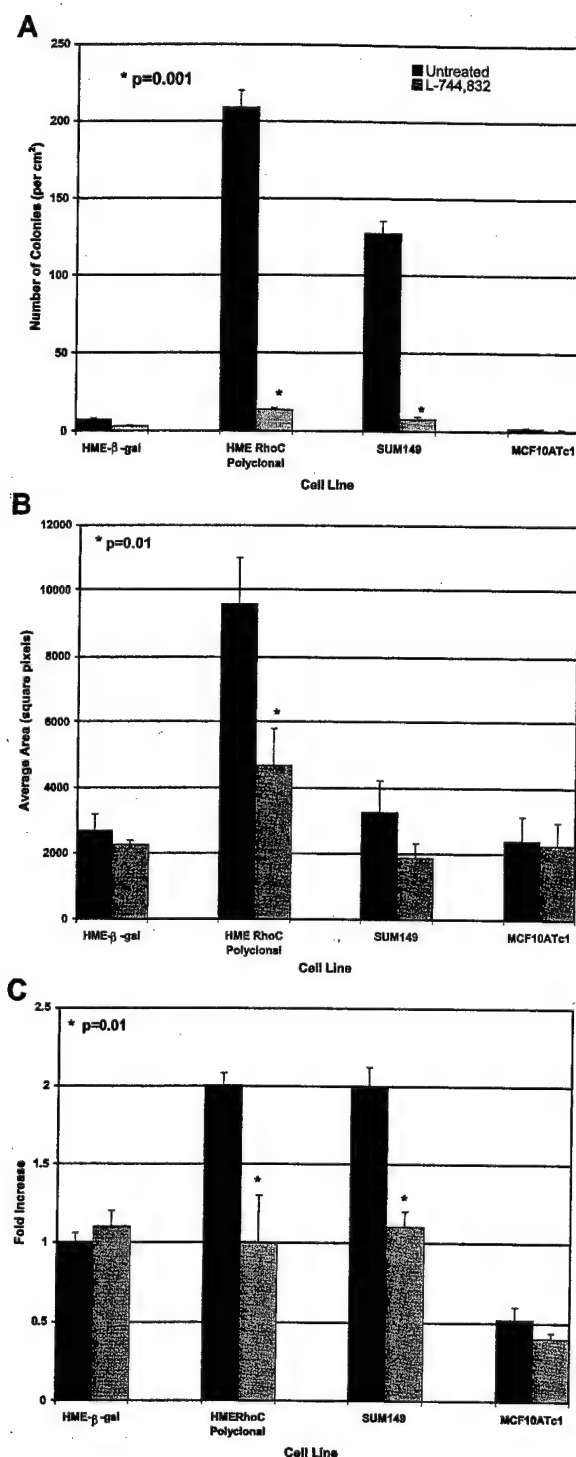 A
* p=0.001
Untreated
L-744,832
Number of Colonies (per cm²)
250
200
150
100
50
0
*
*
HME-β-gal
HME RhoC
Polyclonal
SUM149
MCF10ATc1
Cell Line
B
* p=0.01
Average Area (square pixels)
12000
10000
8000
6000
4000
2000
0
*
HME-β-gal
HME RhoC
Polyclonal
SUM149
MCF10ATc1
Cell Line
C
* p=0.01
Fold Increase
2.5
2
1.5
1
0.5
0
*
*
HME-β-gal
HMERhoC
Polyclonal
SUM149
MCF10ATc1
Cell Line